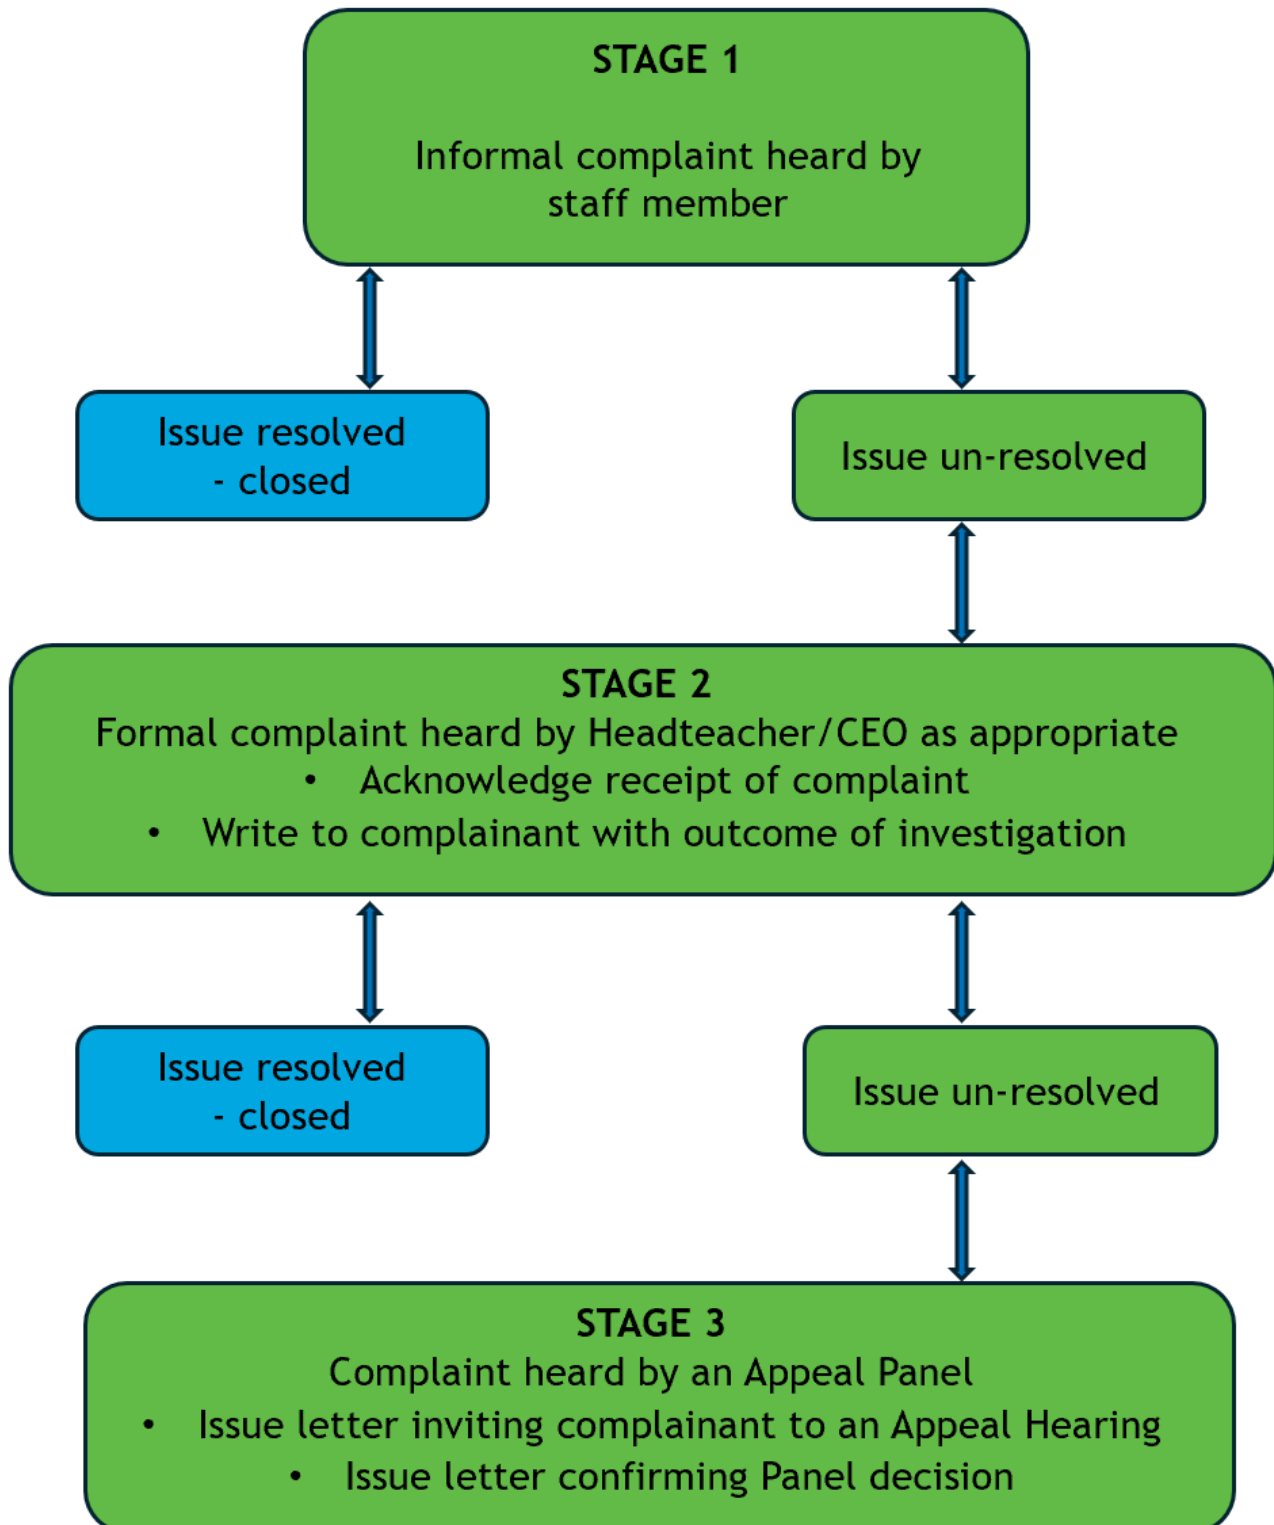 STAGE 1
Informal complaint heard by
staff member
Issue resolved
- closed
Issue un-resolved
STAGE 2
Formal complaint heard by Headteacher/CEO as appropriate
• Acknowledge receipt of complaint
• Write to complainant with outcome of investigation
Issue resolved
- closed
Issue un-resolved
STAGE 3
Complaint heard by an Appeal Panel
• Issue letter inviting complainant to an Appeal Hearing
• Issue letter confirming Panel decision